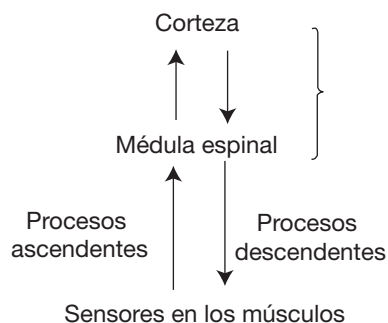 Corteza
Médula espinal
Procesos
ascendentes
Procesos
descendentes
Sensores en los músculos